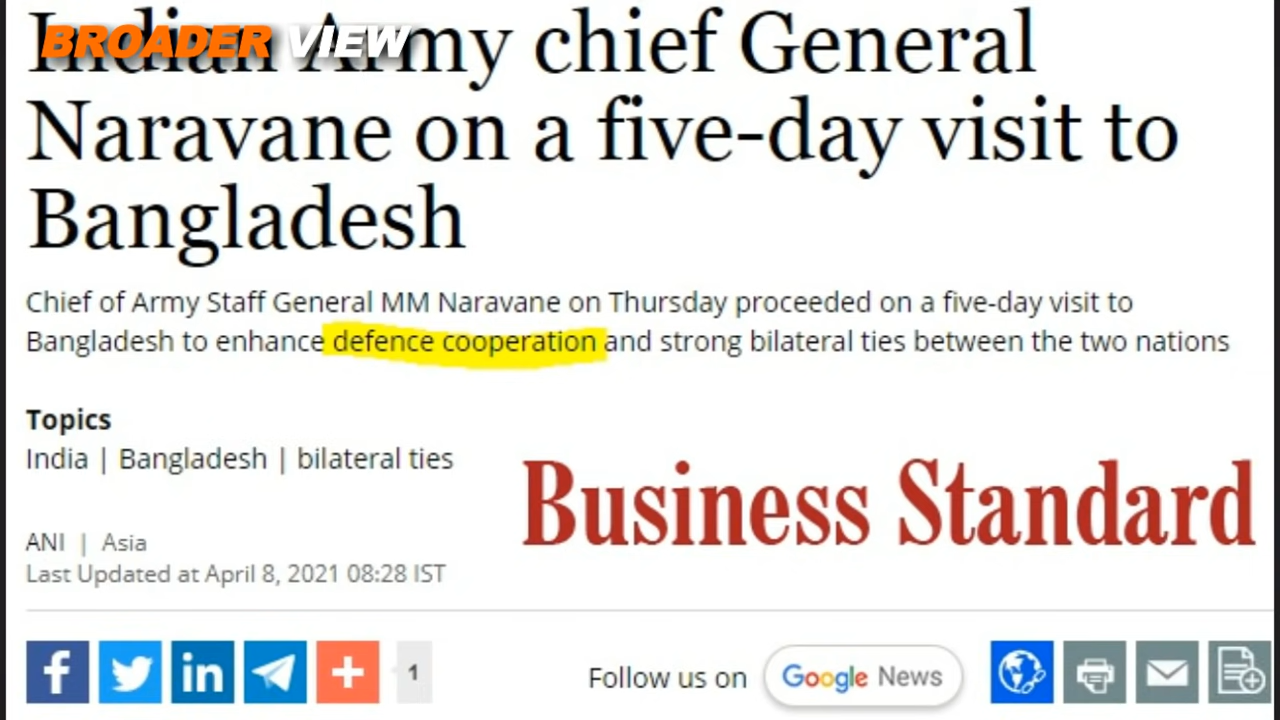 BROADER VIEW
Indian Army chief General
Naravane on a five-day visit to
Bangladesh
Chief of Army Staff General MM Naravane on Thursday proceeded on a five-day visit to
Bangladesh to enhance defence cooperation and strong bilateral ties between the two nations
Topics
India | Bangladesh | bilateral ties
Business Standard
ANI | Asia
Last Updated at April 8, 2021 08:28 IST
f in + 1 Follow us on Google News